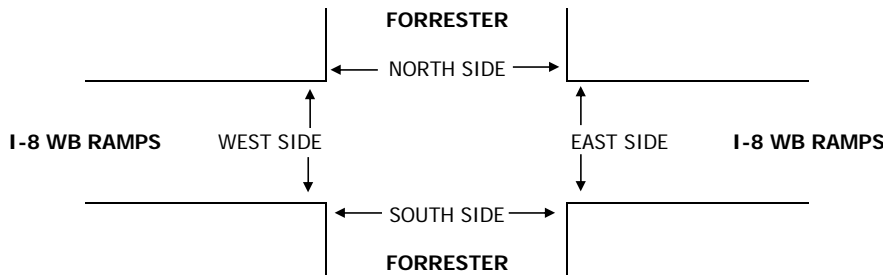 FORRESTER
NORTH SIDE
I-8 WB RAMPS WEST SIDE EAST SIDE I-8 WB RAMPS
SOUTH SIDE
FORRESTER